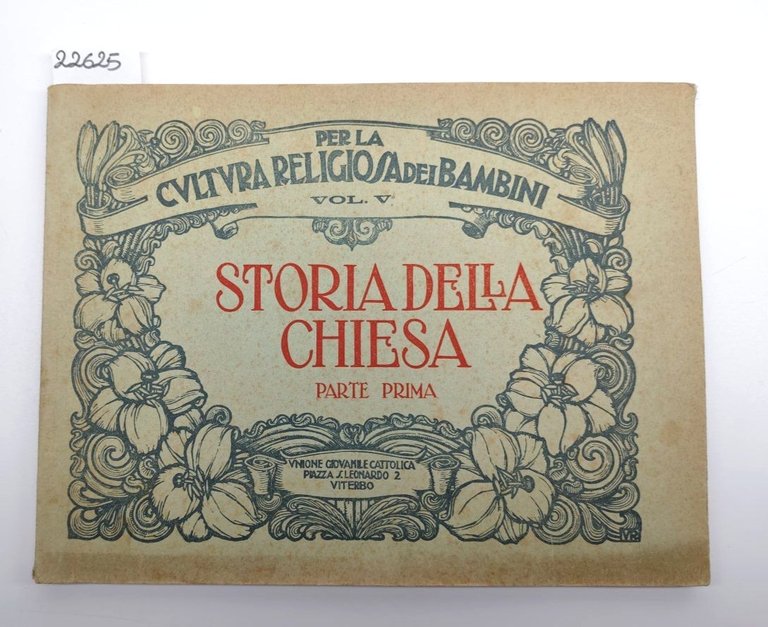 22625
PER LA
CVLTVRA RELIGIOSA DEI BAMBINI
VOL. V
STORIA DELLA
CHIESA
PARTE PRIMA
VNIONE GIOVANILE CATTOLICA
PIAZZA S. LEONARDO 2
VITERBO